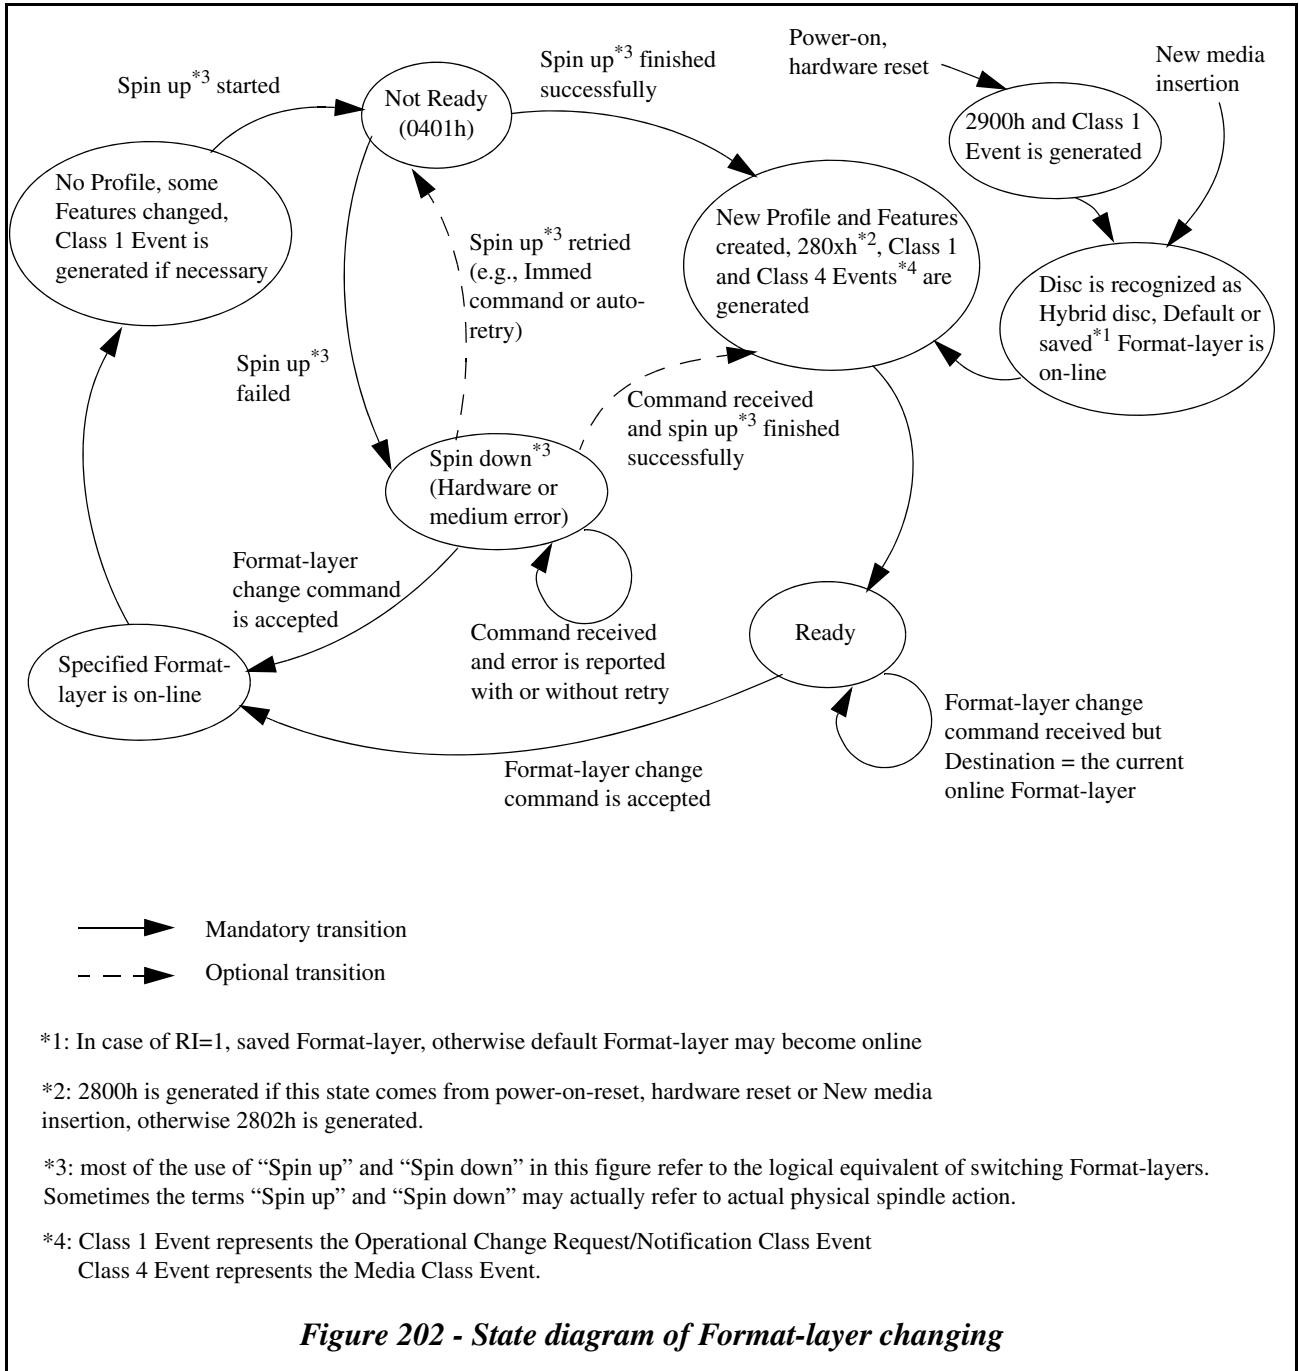 Spin up*3 started
Not Ready
(0401h)
Spin up*3 finished
successfully
Power-on,
hardware reset
New media
insertion
2900h and Class 1
Event is generated
No Profile, some
Features changed,
Class 1 Event is
generated if necessary
Spin up*3 retried
(e.g., Immed
command or auto-
retry)
New Profile and Features
created, 280xh*2, Class 1
and Class 4 Events*4 are
generated
Disc is recognized as
Hybrid disc, Default or
saved*1 Format-layer is
on-line
Spin up*3
failed
Command received
and spin up*3 finished
successfully
Spin down*3
(Hardware or
medium error)
Format-layer
change command
is accepted
Command received
and error is reported
with or without retry
Ready
Specified Format-
layer is on-line
Format-layer change
command received but
Destination = the current
online Format-layer
Format-layer change
command is accepted
Mandatory transition
Optional transition
*1: In case of RI=1, saved Format-layer, otherwise default Format-layer may become online
*2: 2800h is generated if this state comes from power-on-reset, hardware reset or New media
insertion, otherwise 2802h is generated.
*3: most of the use of “Spin up” and “Spin down” in this figure refer to the logical equivalent of switching Format-layers.
Sometimes the terms “Spin up” and “Spin down” may actually refer to actual physical spindle action.
*4: Class 1 Event represents the Operational Change Request/Notification Class Event
Class 4 Event represents the Media Class Event.
Figure 202 - State diagram of Format-layer changing